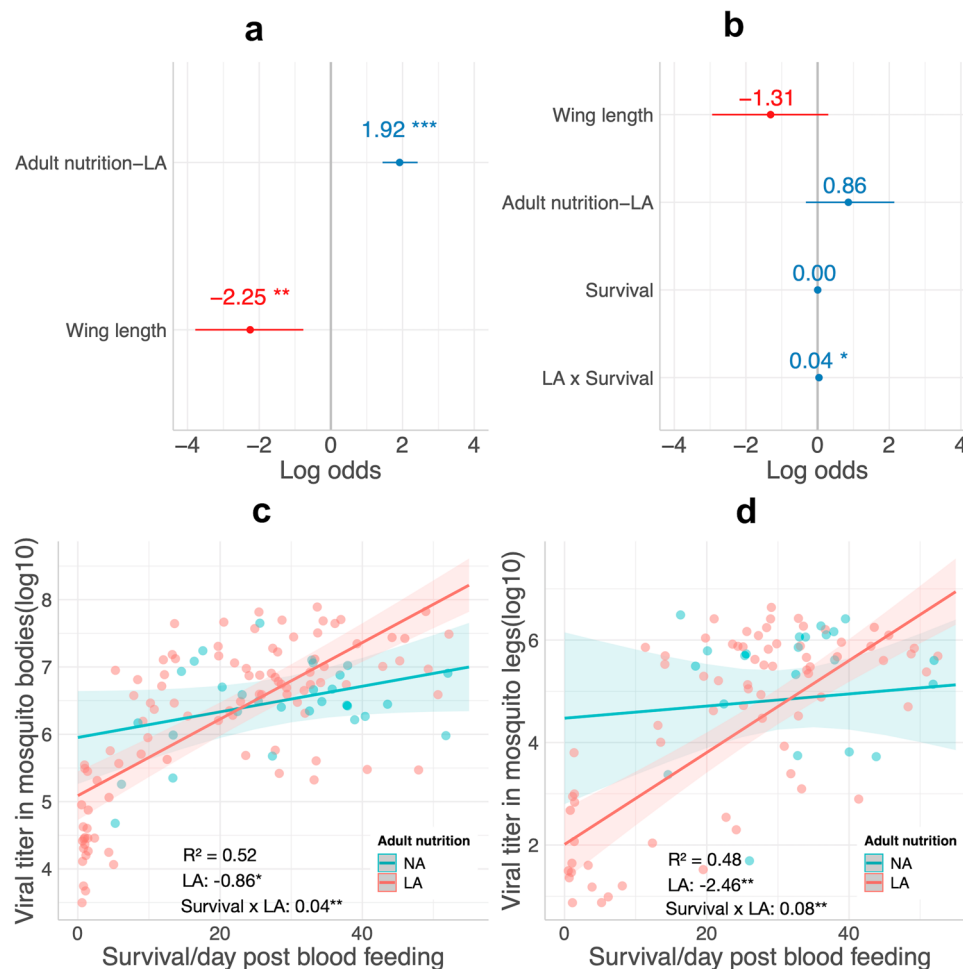 a
1.92 ***
Adult nutrition−LA
−2.25 **
Wing length
−4 −2 0 2 4
Log odds
b
−1.31
Wing length
0.86
Adult nutrition−LA
0.00
Survival
0.04 *
LA x Survival
−4 −2 0 2 4
Log odds
c
Viral titer in mosquito bodies(log10)
8
7
6
5
4
R² = 0.52
LA: -0.86*
Survival x LA: 0.04**
Adult nutrition
NA
LA
0 20 40
Survival/day post blood feeding
d
Viral titer in mosquito legs(log10)
6
4
2
R² = 0.48
LA: -2.46**
Survival x LA: 0.08**
Adult nutrition
NA
LA
0 20 40
Survival/day post blood feeding